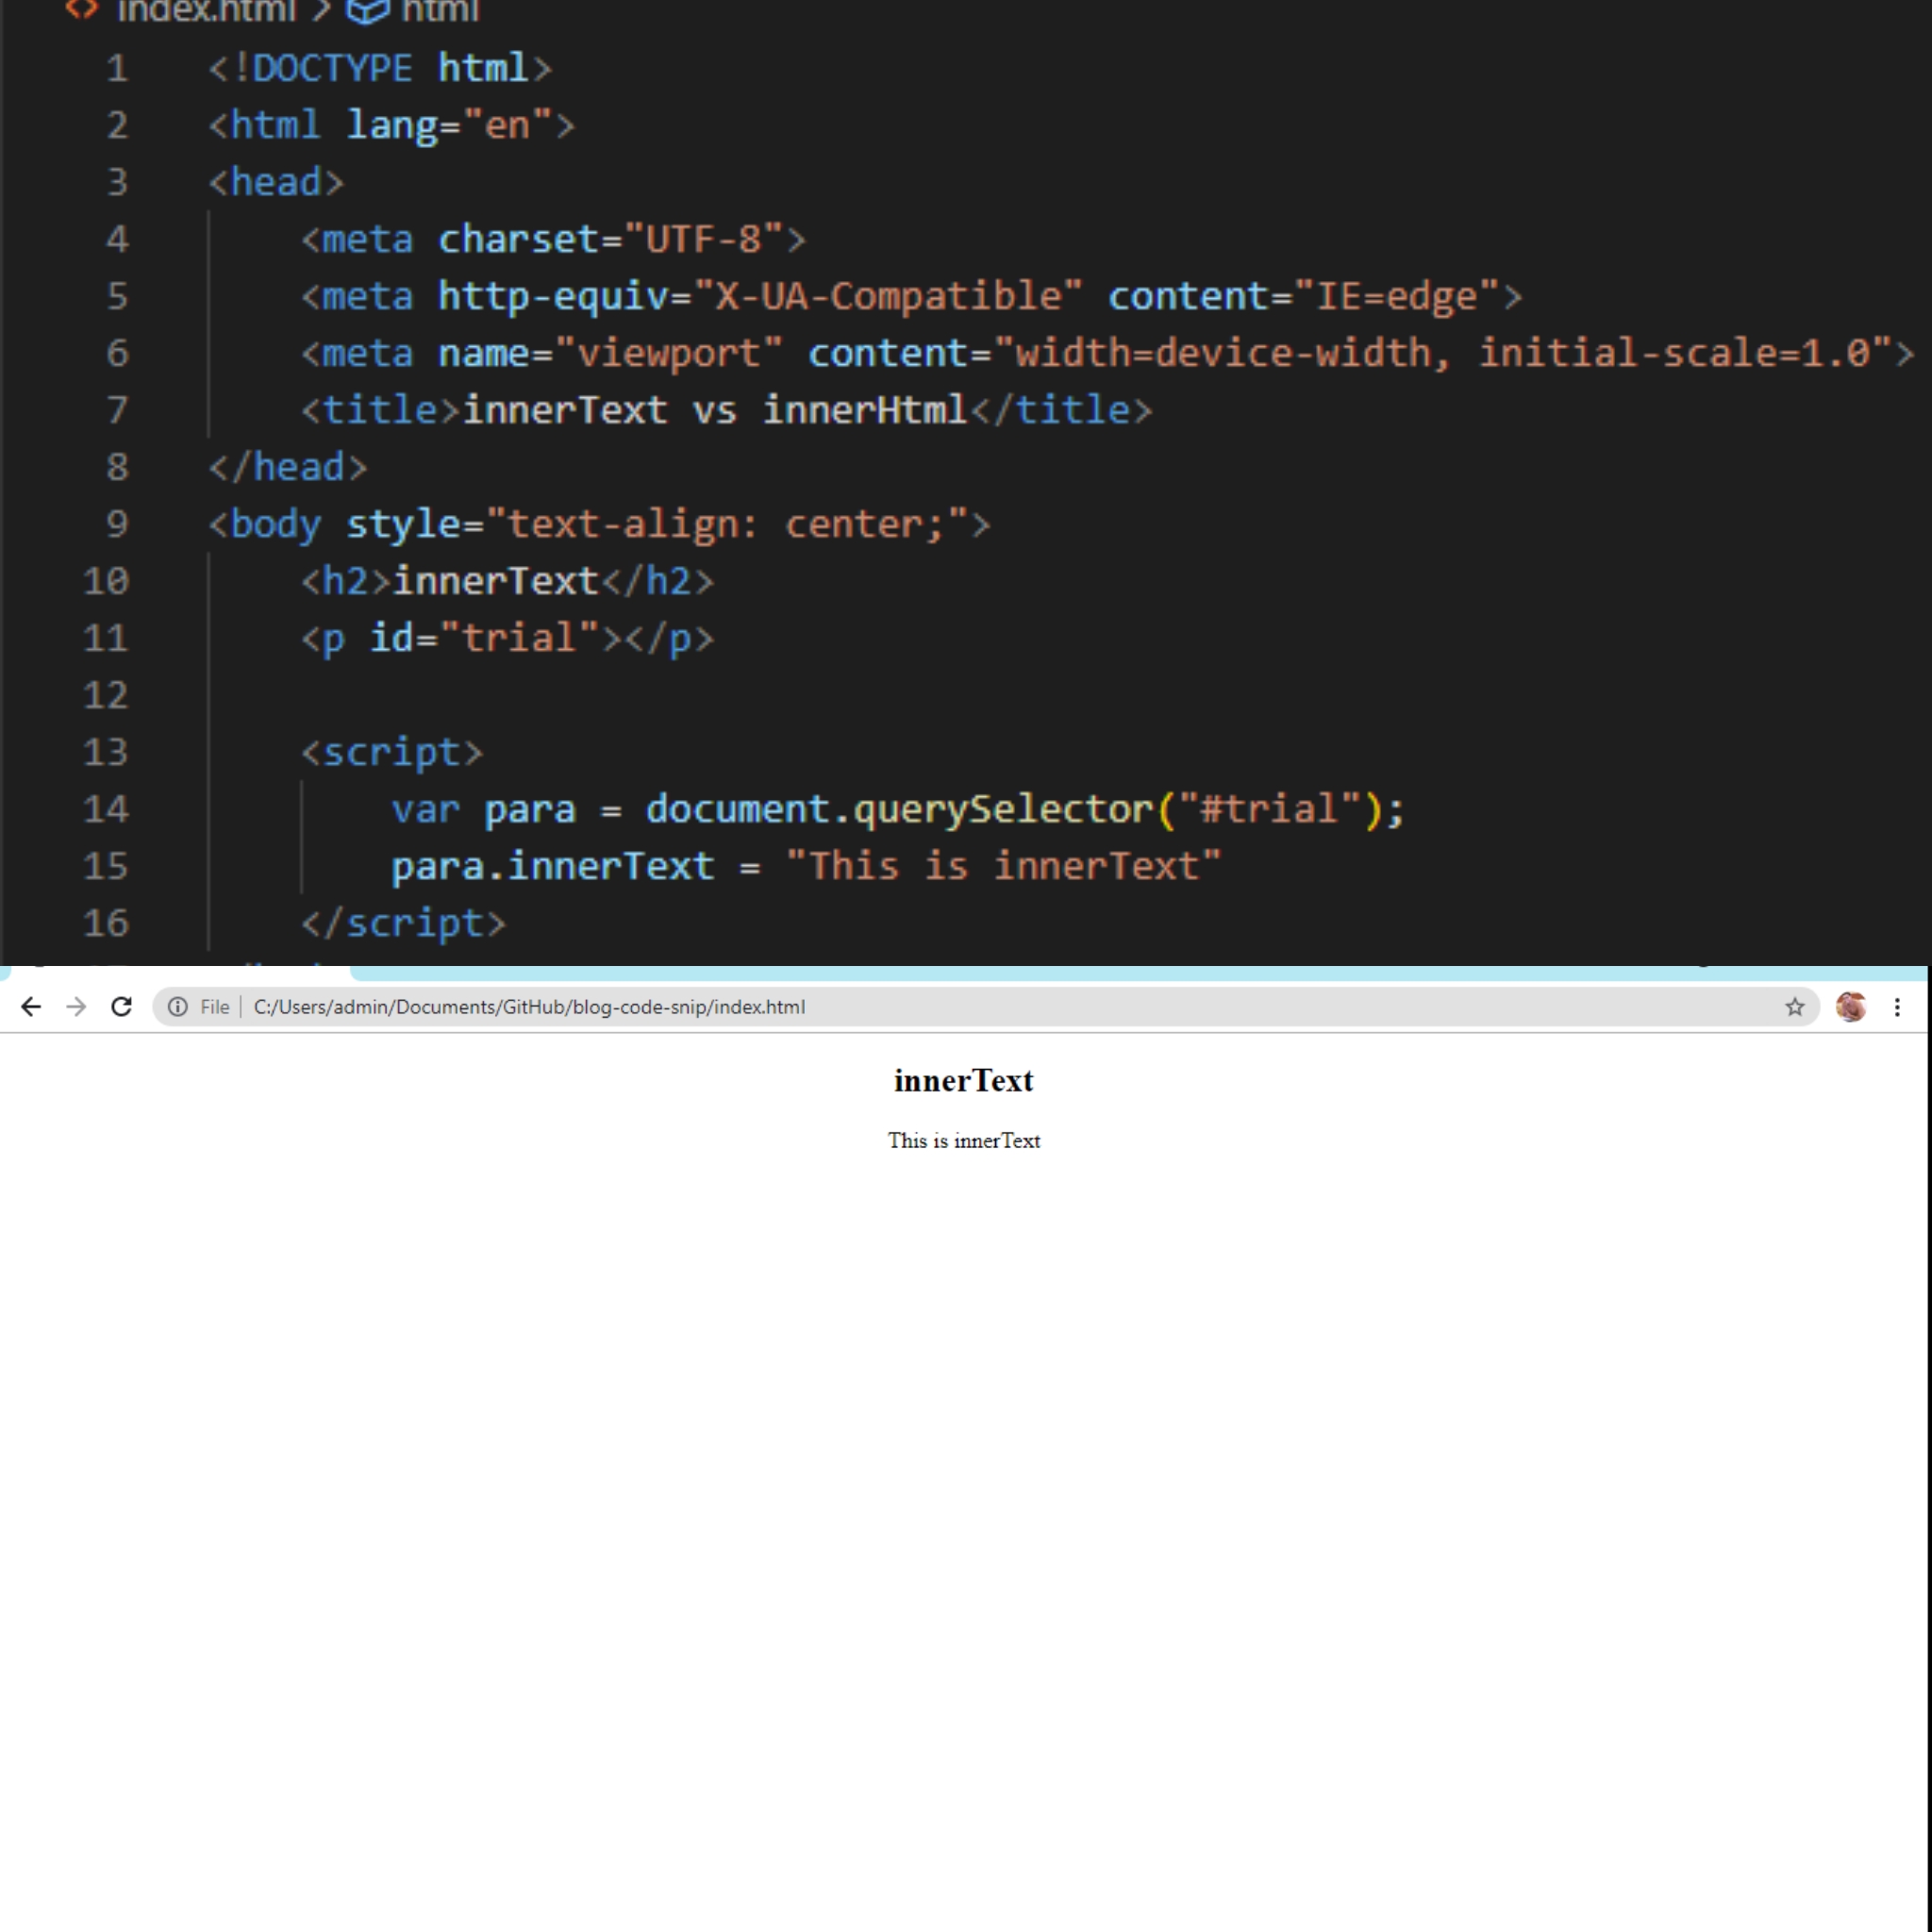 index.html > html
1 <!DOCTYPE html>
2 <html lang="en">
3 <head>
4 <meta charset="UTF-8">
5 <meta http-equiv="X-UA-Compatible" content="IE=edge">
6 <meta name="viewport" content="width=device-width, initial-scale=1.0">
7 <title>innerText vs innerHtml</title>
8 </head>
9 <body style="text-align: center;">
10 <h2>innerText</h2>
11 <p id="trial"></p>
12
13 <script>
14 var para = document.querySelector("#trial");
15 para.innerText = "This is innerText"
16 </script>
File | C:/Users/admin/Documents/GitHub/blog-code-snip/index.html
innerText
This is innerText